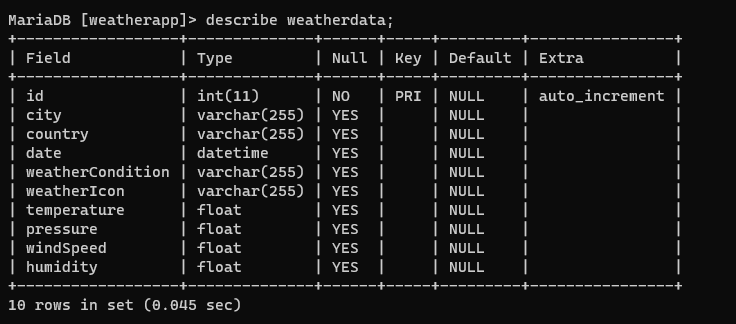 MariaDB [weatherapp]> describe weatherdata;
+------------------+--------------+------+-----+---------+----------------+
| Field            | Type         | Null | Key | Default | Extra          |
+------------------+--------------+------+-----+---------+----------------+
| id               | int(11)      | NO   | PRI | NULL    | auto_increment |
| city             | varchar(255) | YES  |     | NULL    |                |
| country          | varchar(255) | YES  |     | NULL    |                |
| date             | datetime     | YES  |     | NULL    |                |
| weatherCondition | varchar(255) | YES  |     | NULL    |                |
| weatherIcon      | varchar(255) | YES  |     | NULL    |                |
| temperature      | float        | YES  |     | NULL    |                |
| pressure         | float        | YES  |     | NULL    |                |
| windSpeed        | float        | YES  |     | NULL    |                |
| humidity         | float        | YES  |     | NULL    |                |
+------------------+--------------+------+-----+---------+----------------+
10 rows in set (0.045 sec)